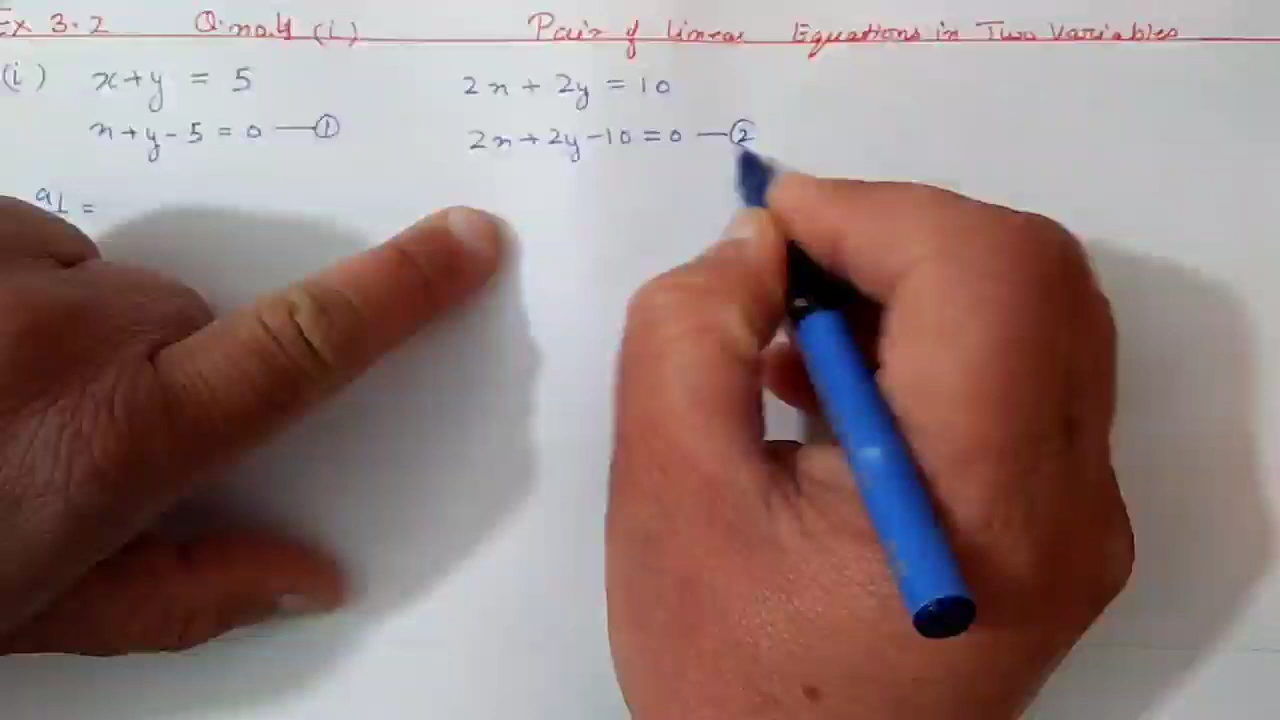 Ex 3.2 Q.no.4 (i) Pair of Linear Equations in Two Variables
(i) x+y = 5 2x + 2y = 10
x+y-5 = 0 —① 2x+2y-10 = 0 —②
a1 =